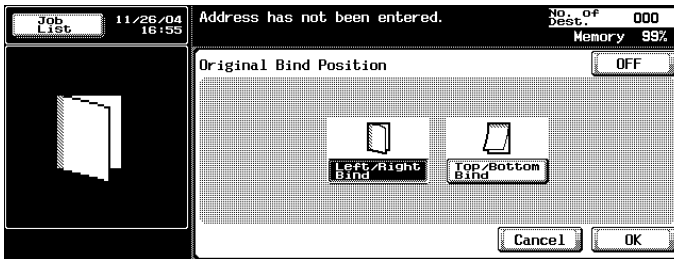 Job
List
11/26/04
16:55
Address has not been entered.
No. Of
Dest.
000
Memory 99%
Original Bind Position
OFF
Left/Right
Bind
Top/Bottom
Bind
Cancel
OK